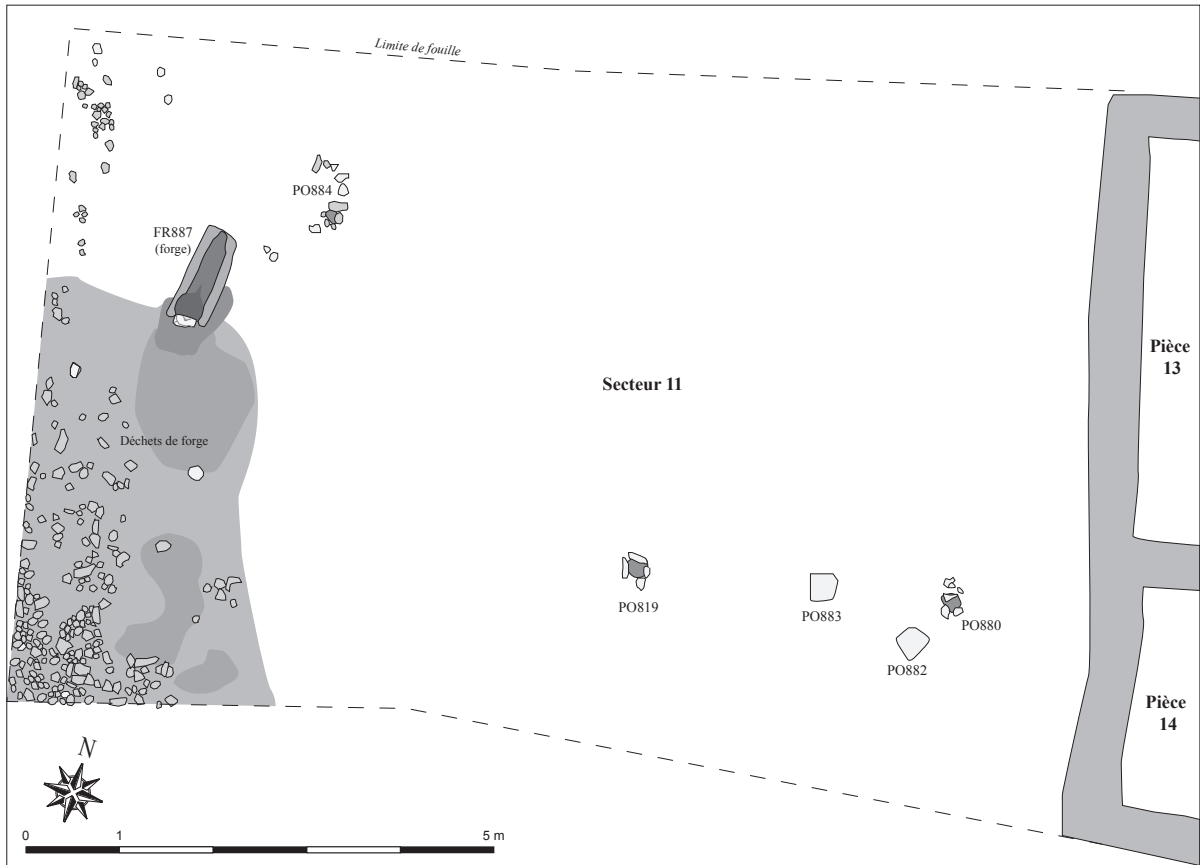 Limite de fouille
PO884
FR887
(forge)
Pièce
13
Secteur 11
Déchets de forge
PO819
PO883
PO880
PO882
Pièce
14
N
0 1 5 m